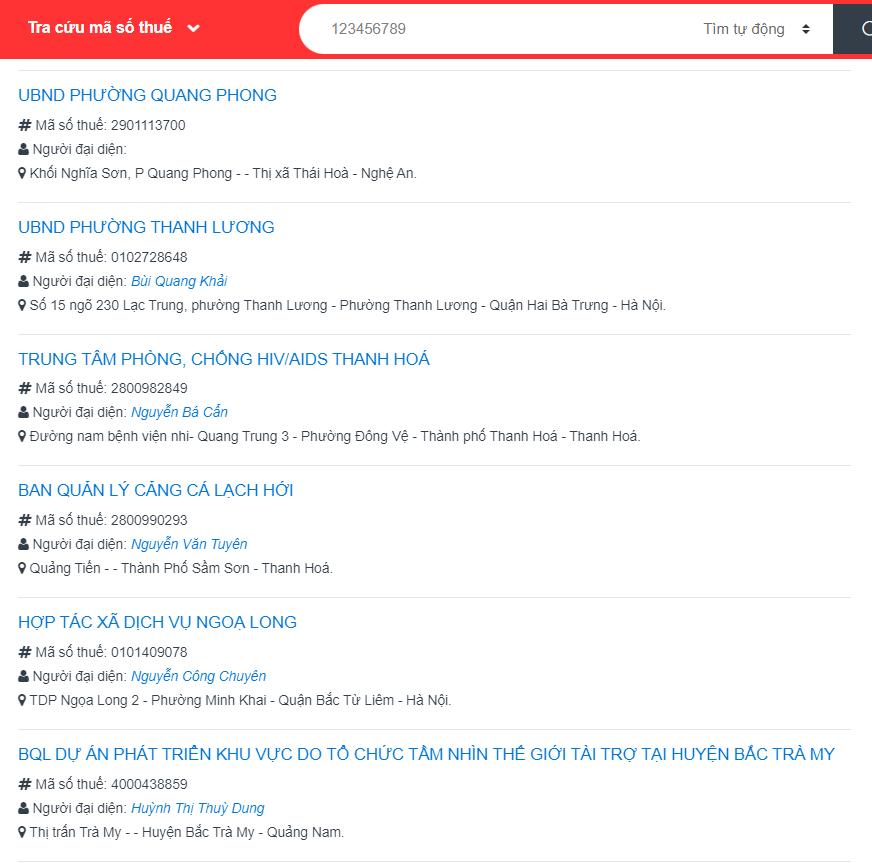 Tra cứu mã số thuế
123456789
Tìm tự động
UBND PHƯỜNG QUANG PHONG
Mã số thuế: 2901113700
Người đại diện:
Khối Nghĩa Sơn, P Quang Phong - - Thị xã Thái Hoà - Nghệ An.
UBND PHƯỜNG THANH LƯƠNG
Mã số thuế: 0102728648
Người đại diện: Bùi Quang Khải
Số 15 ngõ 230 Lạc Trung, phường Thanh Lương - Phường Thanh Lương - Quận Hai Bà Trưng - Hà Nội.
TRUNG TÂM PHÒNG, CHỐNG HIV/AIDS THANH HOÁ
Mã số thuế: 2800982849
Người đại diện: Nguyễn Bá Cẩn
Đường nam bệnh viện nhi- Quang Trung 3 - Phường Đông Vệ - Thành phố Thanh Hoá - Thanh Hoá.
BAN QUẢN LÝ CẢNG CÁ LẠCH HỚI
Mã số thuế: 2800990293
Người đại diện: Nguyễn Văn Tuyên
Quảng Tiến - - Thành Phố Sầm Sơn - Thanh Hoá.
HỢP TÁC XÃ DỊCH VỤ NGOẠ LONG
Mã số thuế: 0101409078
Người đại diện: Nguyễn Công Chuyên
TDP Ngọa Long 2 - Phường Minh Khai - Quận Bắc Từ Liêm - Hà Nội.
BQL DỰ ÁN PHÁT TRIỂN KHU VỰC DO TỔ CHỨC TẦM NHÌN THẾ GIỚI TÀI TRỢ TẠI HUYỆN BẮC TRÀ MY
Mã số thuế: 4000438859
Người đại diện: Huỳnh Thị Thuỳ Dung
Thị trấn Trà My - - Huyện Bắc Trà My - Quảng Nam.